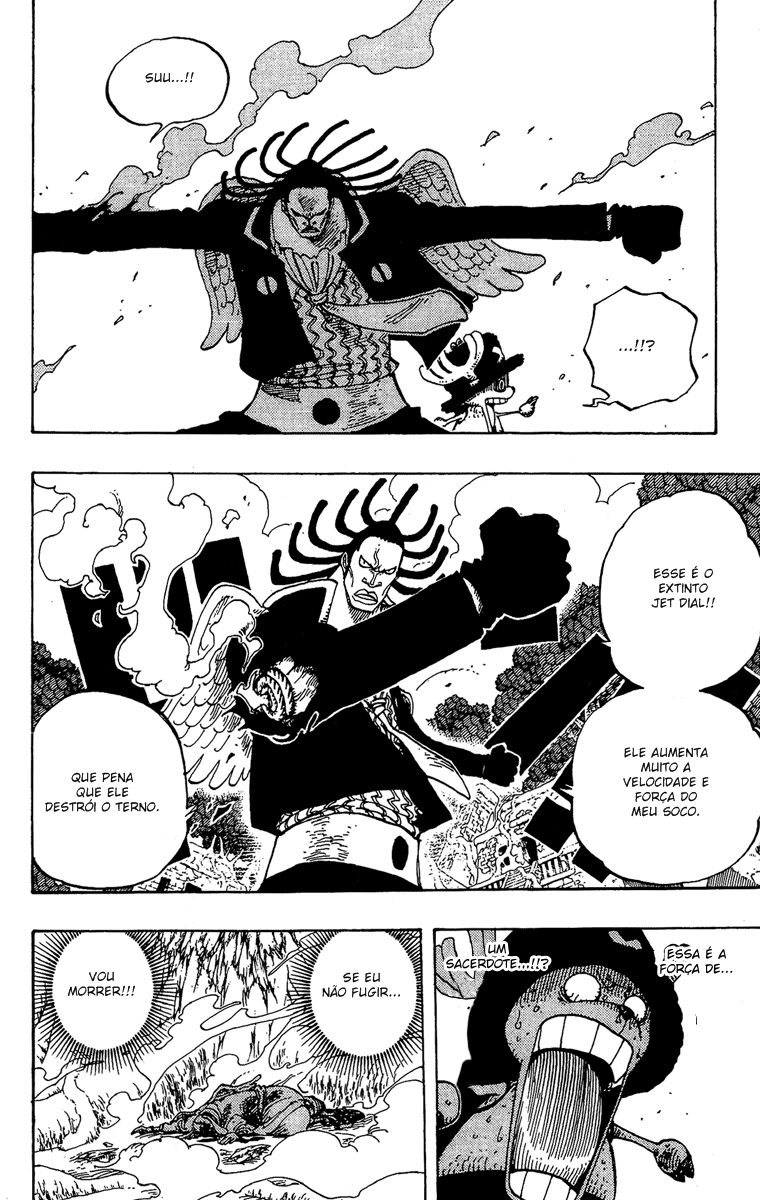 SUU...!!
...!!?
ESSE É O
EXTINTO
JET DIAL!!
ELE AUMENTA
MUITO A
VELOCIDADE E
FORÇA DO
MEU SOCO.
QUE PENA
QUE ELE
DESTRÓI O TERNO.
ESSA É A
FORÇA DE...
UM
SACERDOTE...!!?
SE EU
NÃO FUGIR...
VOU
MORRER!!!